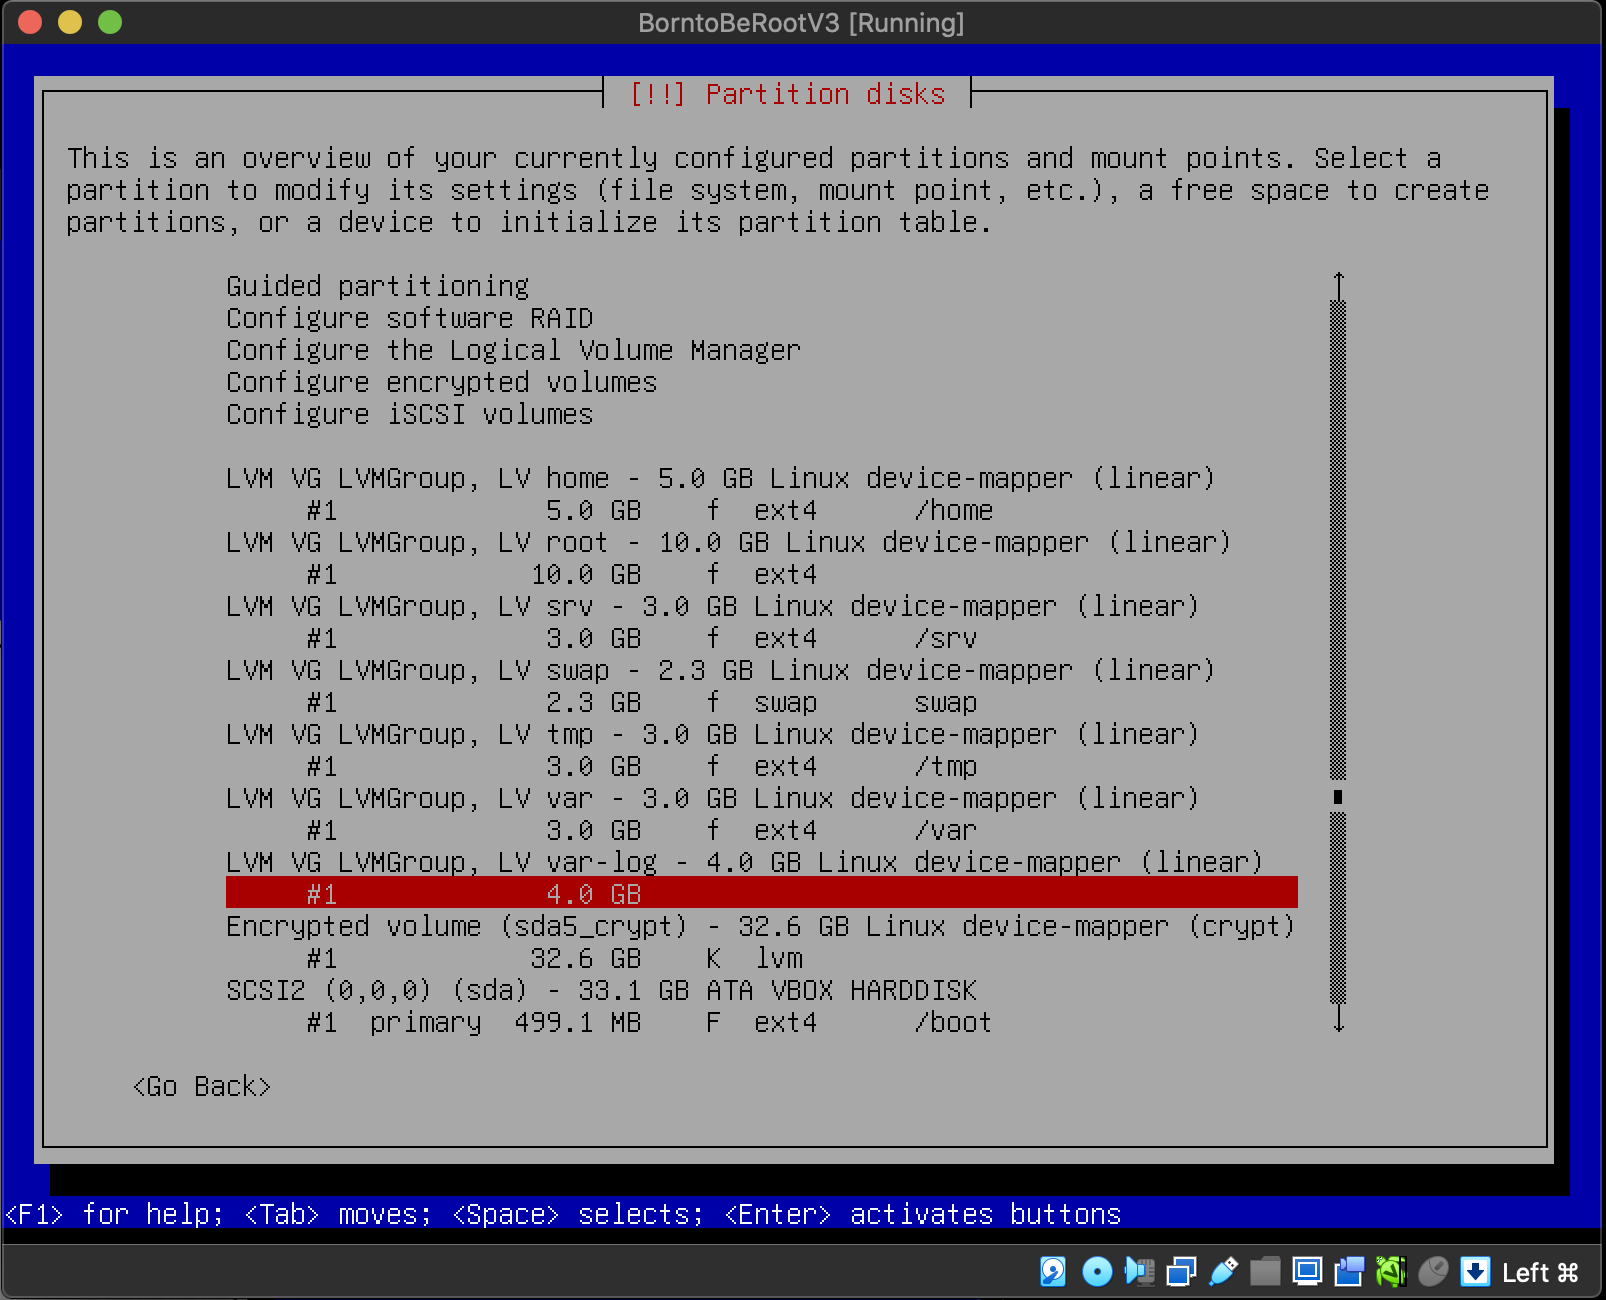 BorntoBeRootV3 [Running]
[!!] Partition disks
This is an overview of your currently configured partitions and mount points. Select a
partition to modify its settings (file system, mount point, etc.), a free space to create
partitions, or a device to initialize its partition table.
Guided partitioning
Configure software RAID
Configure the Logical Volume Manager
Configure encrypted volumes
Configure iSCSI volumes
LVM VG LVMGroup, LV home - 5.0 GB Linux device-mapper (linear)
#1 5.0 GB f ext4 /home
LVM VG LVMGroup, LV root - 10.0 GB Linux device-mapper (linear)
#1 10.0 GB f ext4
LVM VG LVMGroup, LV srv - 3.0 GB Linux device-mapper (linear)
#1 3.0 GB f ext4 /srv
LVM VG LVMGroup, LV swap - 2.3 GB Linux device-mapper (linear)
#1 2.3 GB f swap swap
LVM VG LVMGroup, LV tmp - 3.0 GB Linux device-mapper (linear)
#1 3.0 GB f ext4 /tmp
LVM VG LVMGroup, LV var - 3.0 GB Linux device-mapper (linear)
#1 3.0 GB f ext4 /var
LVM VG LVMGroup, LV var-log - 4.0 GB Linux device-mapper (linear)
#1 4.0 GB
Encrypted volume (sda5_crypt) - 32.6 GB Linux device-mapper (crypt)
#1 32.6 GB K lvm
SCSI2 (0,0,0) (sda) - 33.1 GB ATA VBOX HARDDISK
#1 primary 499.1 MB F ext4 /boot
<Go Back>
<F1> for help; <Tab> moves; <Space> selects; <Enter> activates buttons
Left ⌘